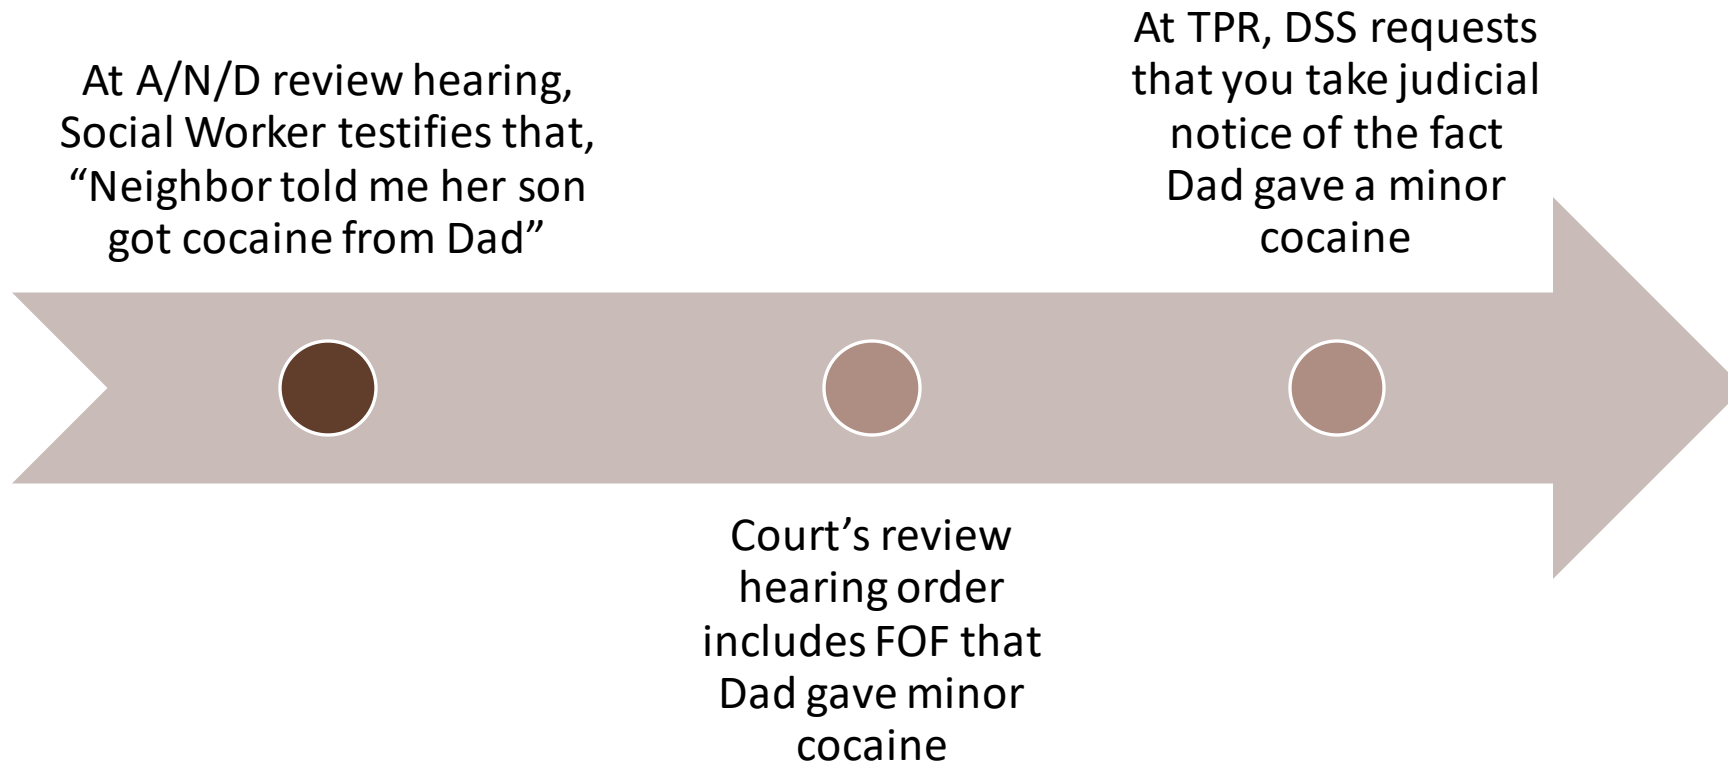 At A/N/D review hearing,
Social Worker testifies that,
“Neighbor told me her son
got cocaine from Dad”
Court’s review
hearing order
includes FOF that
Dad gave minor
cocaine
At TPR, DSS requests
that you take judicial
notice of the fact
Dad gave a minor
cocaine